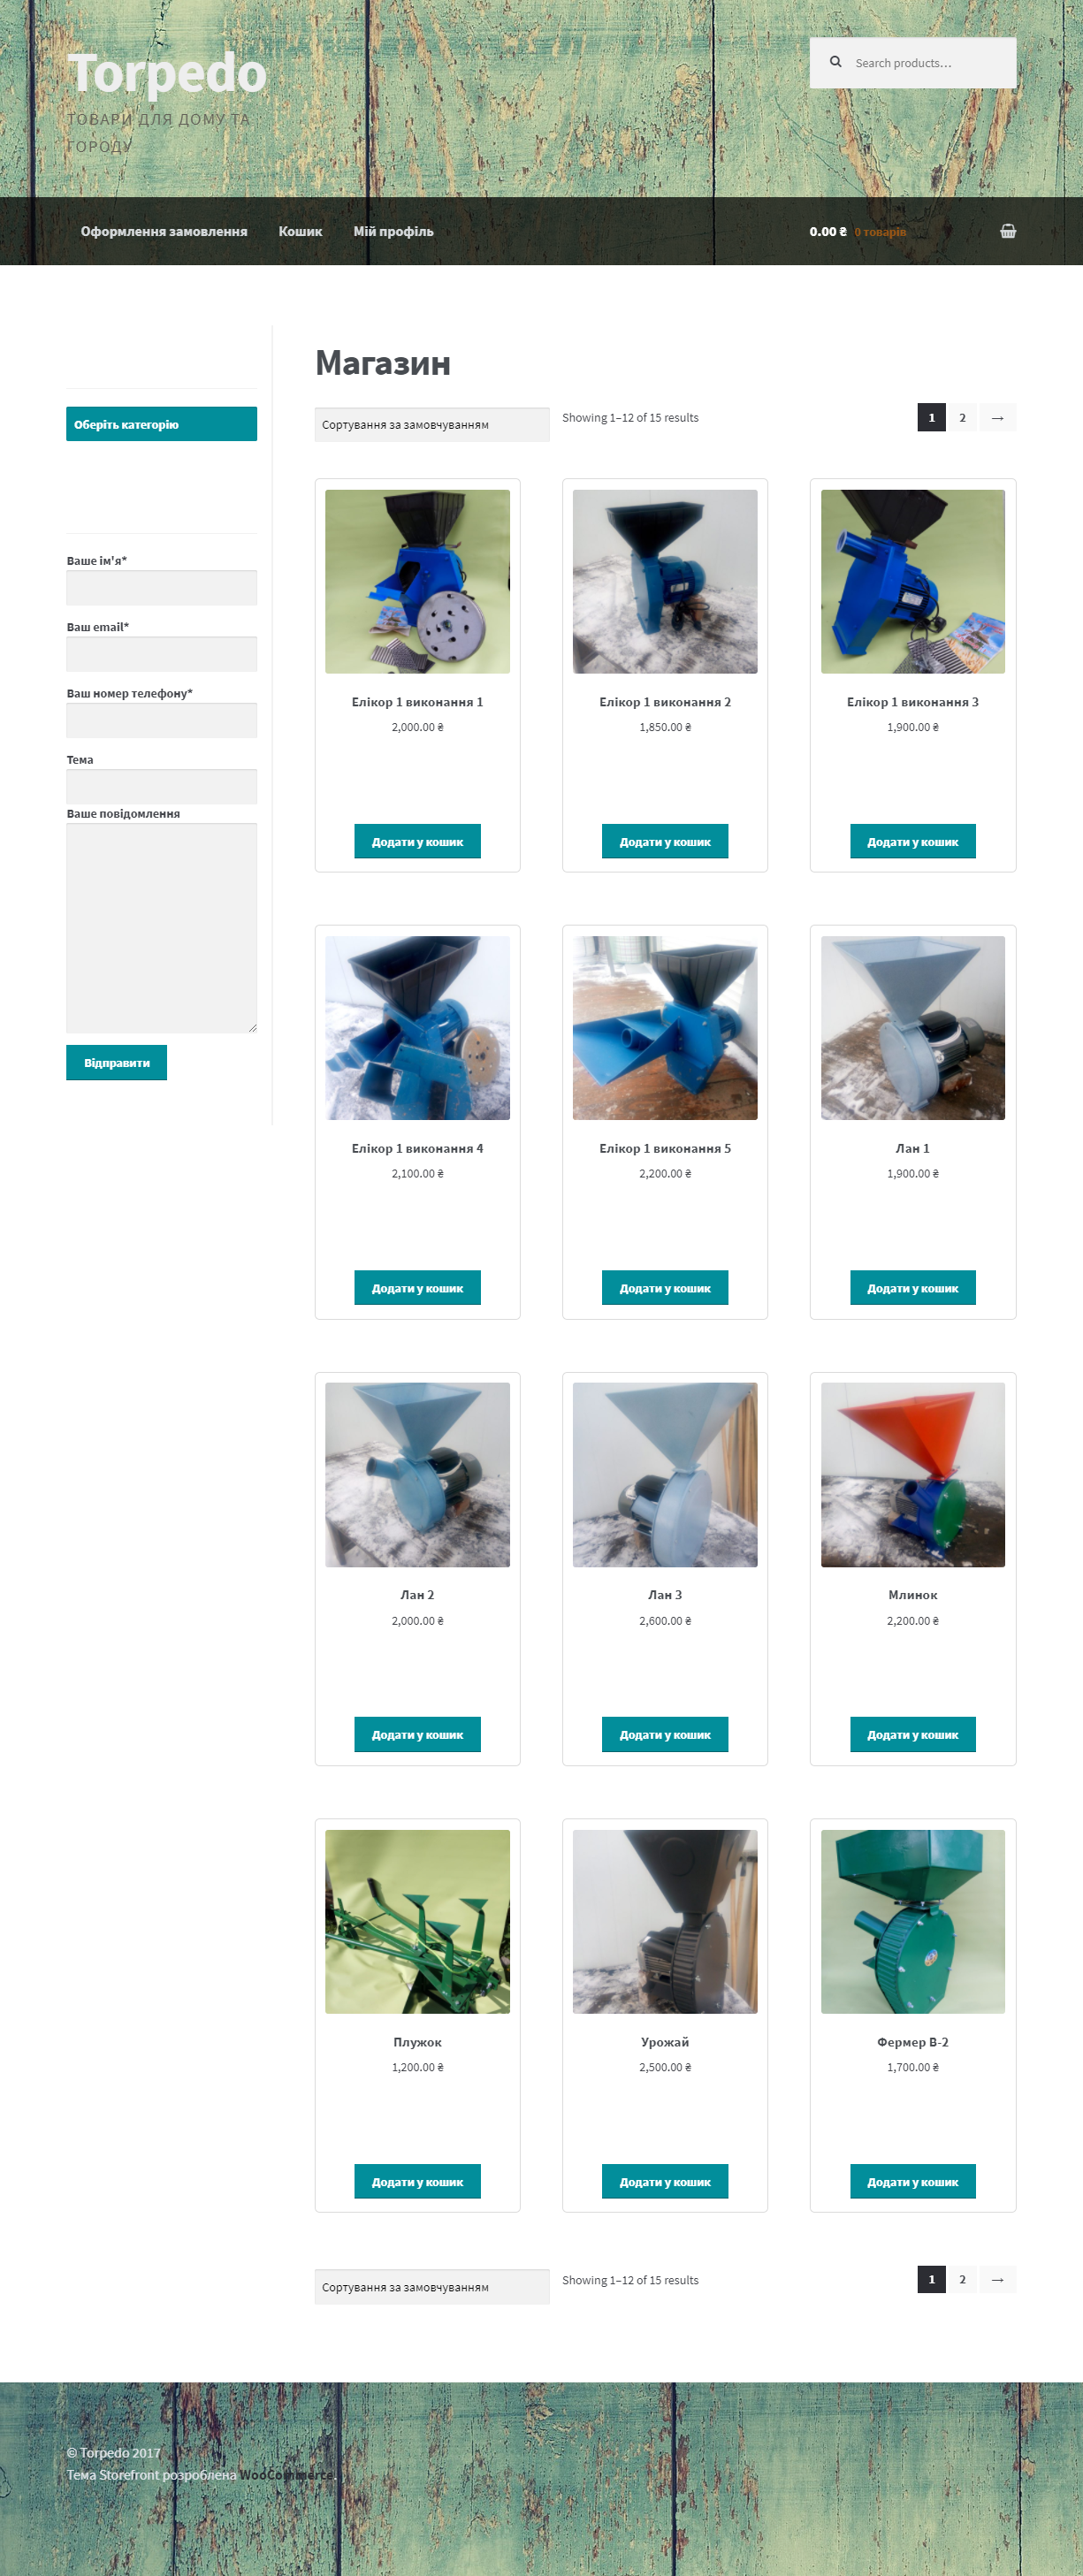 Torpedo
ТОВАРИ ДЛЯ ДОМУ ТА
ГОРОДУ
Search products…
Оформлення замовлення
Кошик
Мій профіль
0.00 ₴ 0 товарів
Оберіть категорію
Ваше ім'я*
Ваш email*
Ваш номер телефону*
Тема
Ваше повідомлення
Відправити
Магазин
Сортування за замовчуванням
Showing 1–12 of 15 results
1 2 →
Елікор 1 виконання 1
2,000.00 ₴
Додати у кошик
Елікор 1 виконання 2
1,850.00 ₴
Додати у кошик
Елікор 1 виконання 3
1,900.00 ₴
Додати у кошик
Елікор 1 виконання 4
2,100.00 ₴
Додати у кошик
Елікор 1 виконання 5
2,200.00 ₴
Додати у кошик
Лан 1
1,900.00 ₴
Додати у кошик
Лан 2
2,000.00 ₴
Додати у кошик
Лан 3
2,600.00 ₴
Додати у кошик
Млинок
2,200.00 ₴
Додати у кошик
Плужок
1,200.00 ₴
Додати у кошик
Урожай
2,500.00 ₴
Додати у кошик
Фермер В-2
1,700.00 ₴
Додати у кошик
Сортування за замовчуванням
Showing 1–12 of 15 results
1 2 →
© Torpedo 2017
Тема Storefront розроблена WooCommerce.